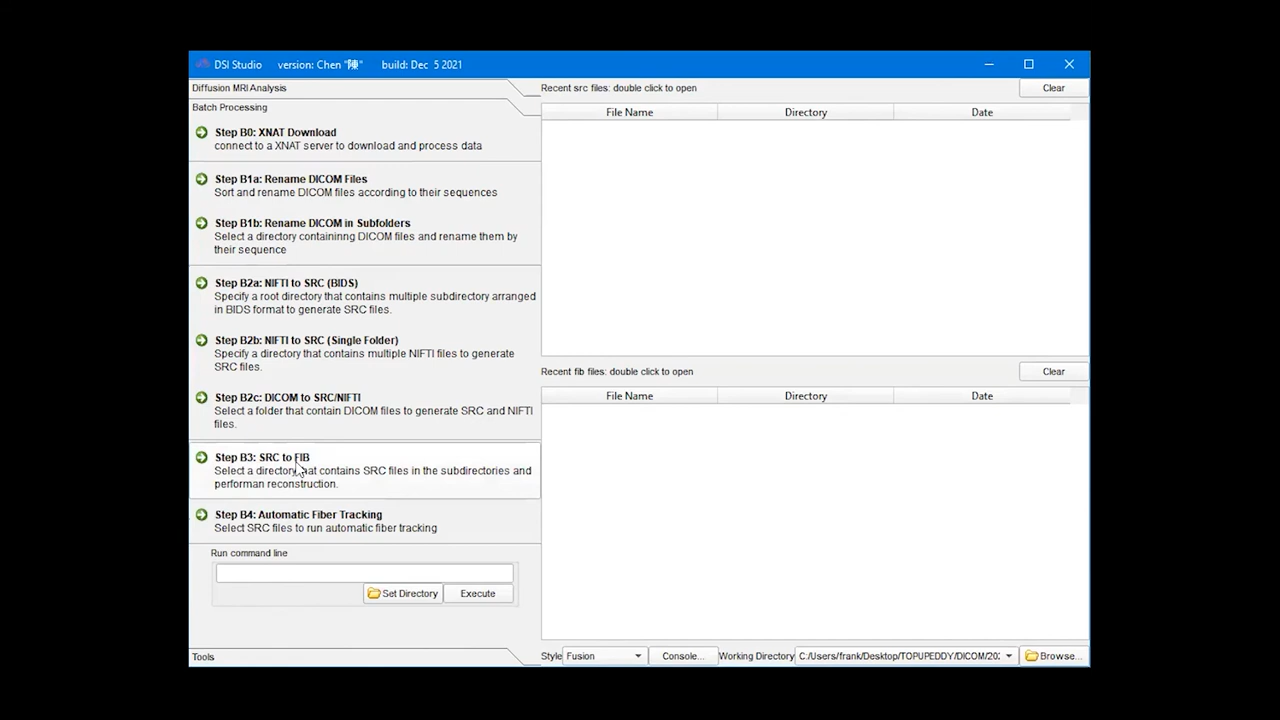 DSI Studio version: Chen "陳" build: Dec 5 2021
Diffusion MRI Analysis
Batch Processing
Step B0: XNAT Download
connect to a XNAT server to download and process data
Step B1a: Rename DICOM Files
Sort and rename DICOM files according to their sequences
Step B1b: Rename DICOM in Subfolders
Select a directory containinng DICOM files and rename them by
their sequence
Step B2a: NIFTI to SRC (BIDS)
Specify a root directory that contains multiple subdirectory arranged
in BIDS format to generate SRC files.
Step B2b: NIFTI to SRC (Single Folder)
Specify a directory that contains multiple NIFTI files to generate
SRC files.
Step B2c: DICOM to SRC/NIFTI
Select a folder that contain DICOM files to generate SRC and NIFTI
files.
Step B3: SRC to FIB
Select a directory that contains SRC files in the subdirectories and
performan reconstruction.
Step B4: Automatic Fiber Tracking
Select SRC files to run automatic fiber tracking
Run command line
Set Directory Execute
Tools
Recent src files: double click to open Clear
File Name Directory Date
Recent fib files: double click to open Clear
File Name Directory Date
Style Fusion Console... Working Directory C:/Users/frank/Desktop/TOPUPEDDY/DICOM/20 Browse...